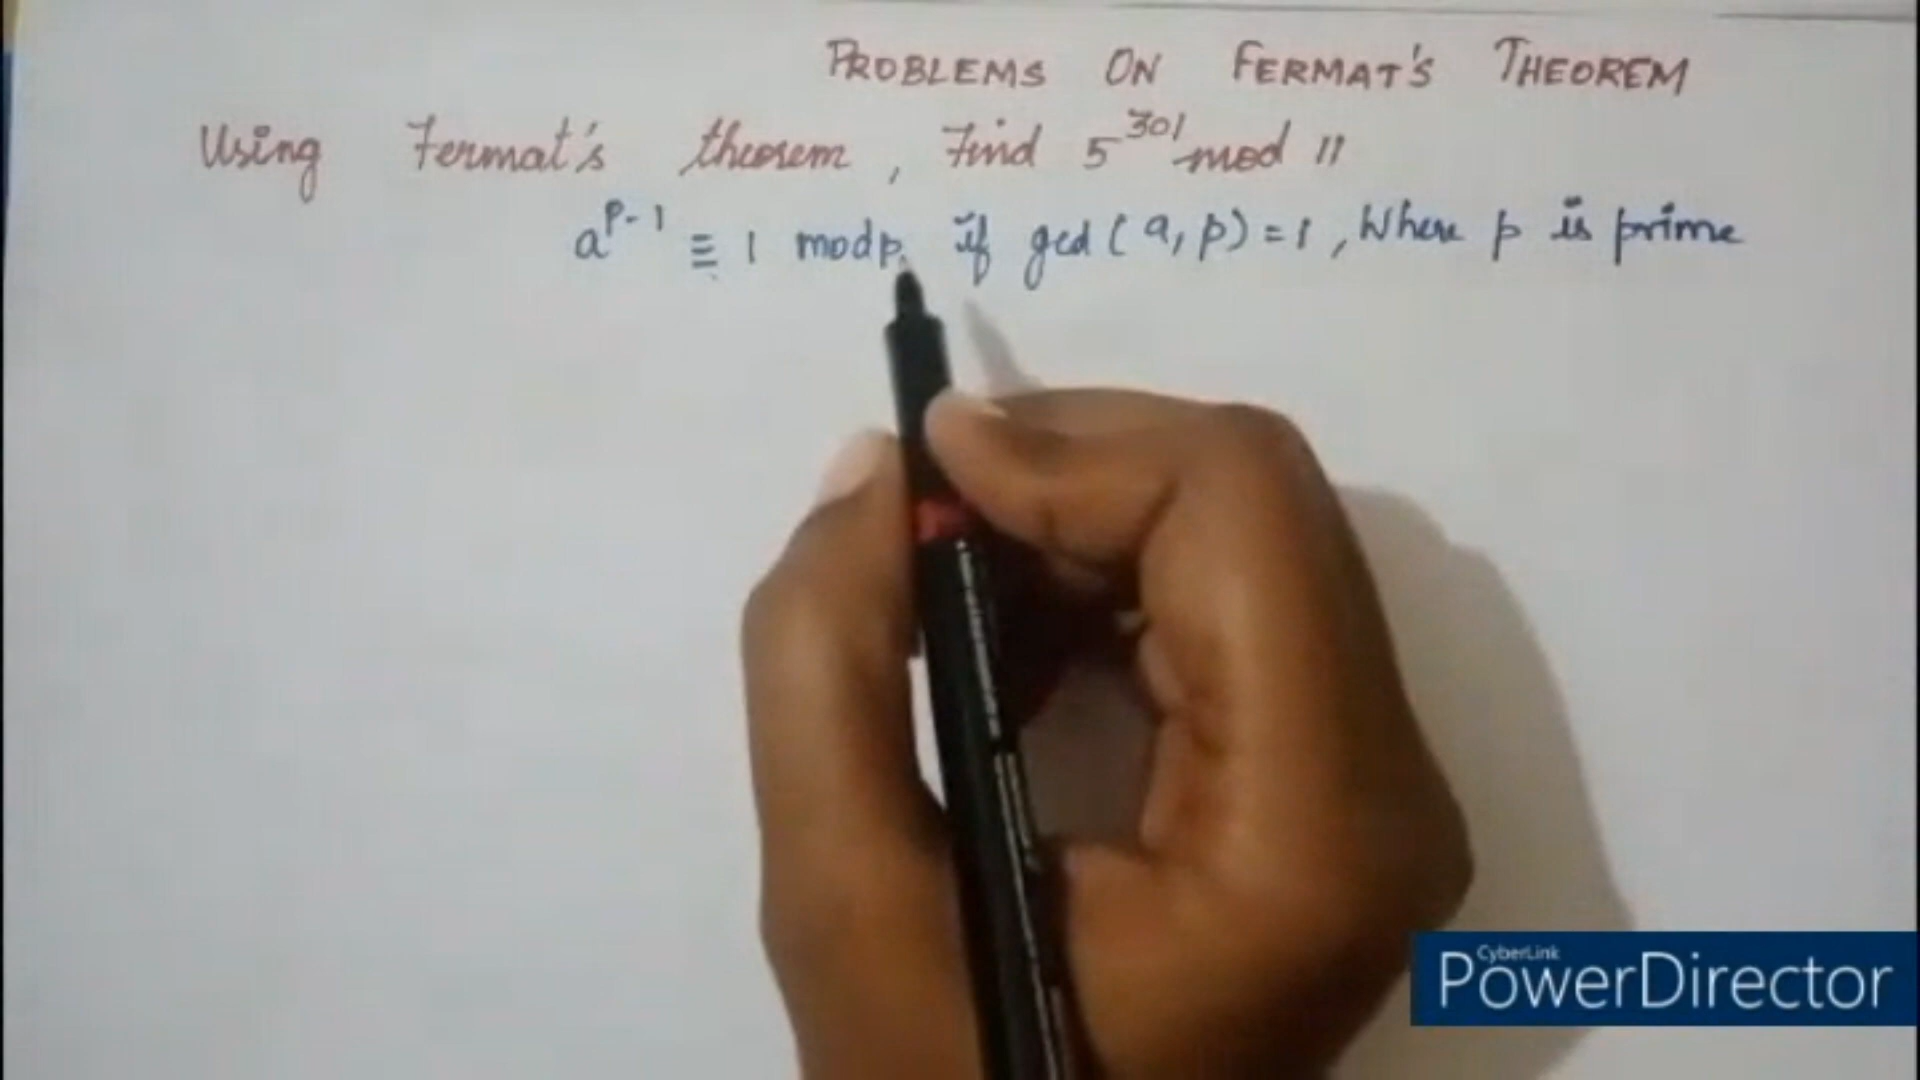 PROBLEMS ON FERMAT'S THEOREM
Using Fermat's theorem, Find 5^301 mod 11
a^p-1 ≡ 1 mod p, if gcd(a, p) = 1, Where p is prime
CyberLink
PowerDirector